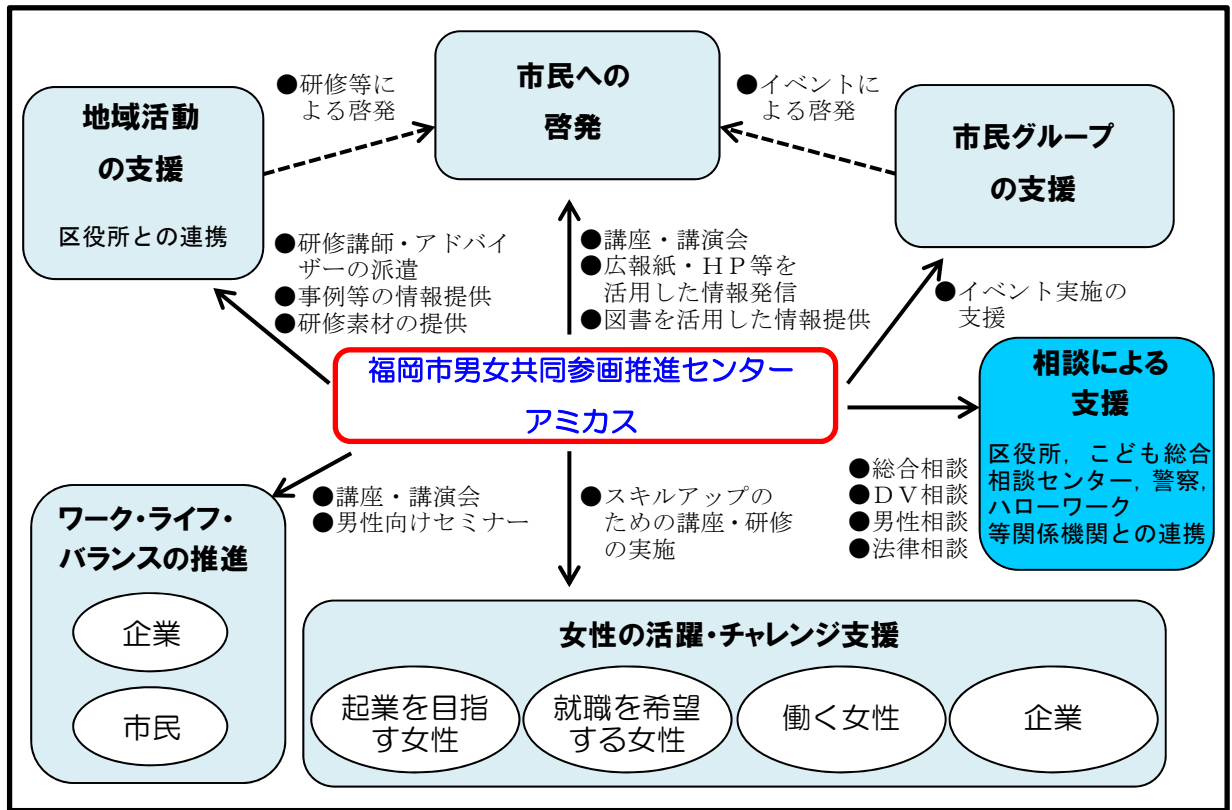 市民への
啓発
●研修等に
よる啓発
●イベントに
よる啓発
地域活動
の支援
区役所との連携
市民グループ
の支援
●研修講師・アドバイ
ザーの派遣
●事例等の情報提供
●研修素材の提供
●講座・講演会
●広報紙・ＨＰ等を
活用した情報発信
●図書を活用した情報提供
●イベント実施の
支援
福岡市男女共同参画推進センター
アミカス
相談による
支援
区役所，こども総合
相談センター，警察，
ハローワーク
等関係機関との連携
●総合相談
●ＤＶ相談
●男性相談
●法律相談
●講座・講演会
●男性向けセミナー
●スキルアップの
ための講座・研修
の実施
ワーク・ライフ・
バランスの推進
企業
市民
女性の活躍・チャレンジ支援
起業を目指
す女性
就職を希望
する女性
働く女性
企業